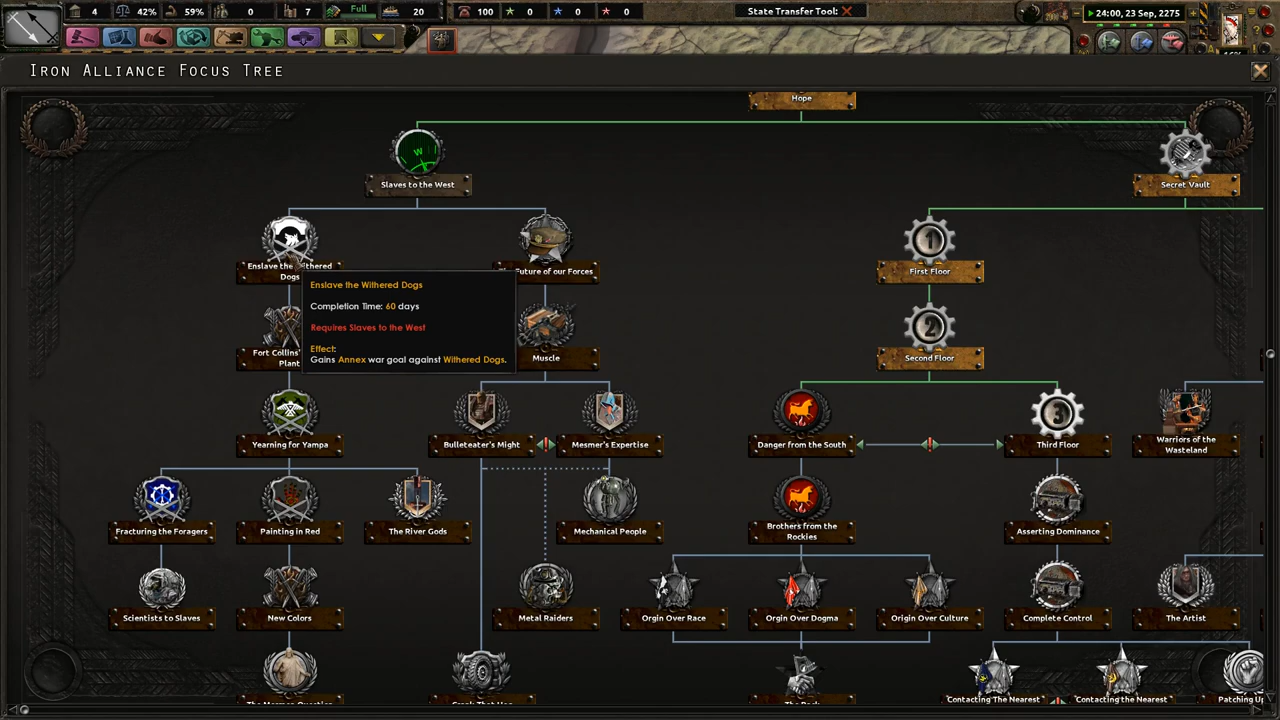 4
42%
59%
0
7
Full
20
100
0
0
0
State Transfer Tool:
24:00, 23 Sep, 2275
Iron Alliance Focus Tree
Hope
Slaves to the West
Secret Vault
Enslave the Withered
Dogs
Future of our Forces
First Floor
Enslave the Withered Dogs
Completion Time: 60 days
Requires Slaves to the West
Effect:
Gains Annex war goal against Withered Dogs.
Fort Collins'
Plant
Muscle
Second Floor
Yearning for Yampa
Bulleteater's Might
Mesmer's Expertise
Danger from the South
Third Floor
Warriors of the
Wasteland
Fracturing the Foragers
Painting in Red
The River Gods
Mechanical People
Brothers from the
Rockies
Asserting Dominance
Scientists to Slaves
New Colors
Metal Raiders
Orgin Over Race
Orgin Over Dogma
Origin Over Culture
Complete Control
The Artist
Contacting The Nearest
Contacting the Nearest
Patching Up